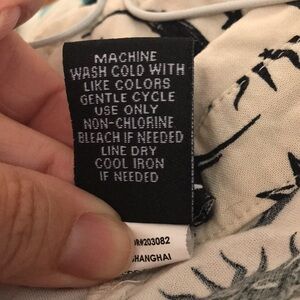 MACHINE
WASH COLD WITH
LIKE COLORS
GENTLE CYCLE
USE ONLY
NON-CHLORINE
BLEACH IF NEEDED
LINE DRY
COOL IRON
IF NEEDED
#203082
SHANGHAI